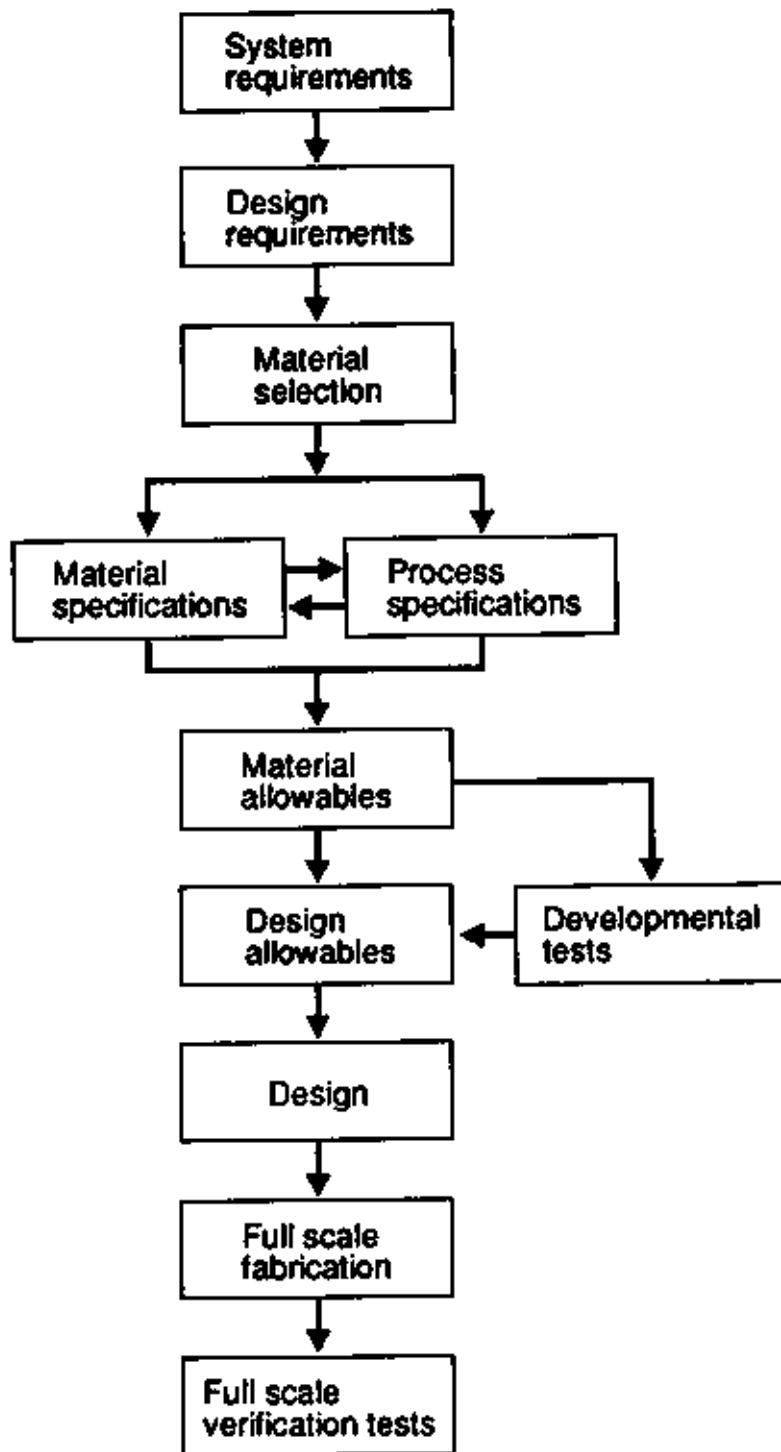 System
requirements
Design
requirements
Material
selection
Material
specifications
Process
specifications
Material
allowables
Design
allowables
Developmental
tests
Design
Full scale
fabrication
Full scale
verification tests